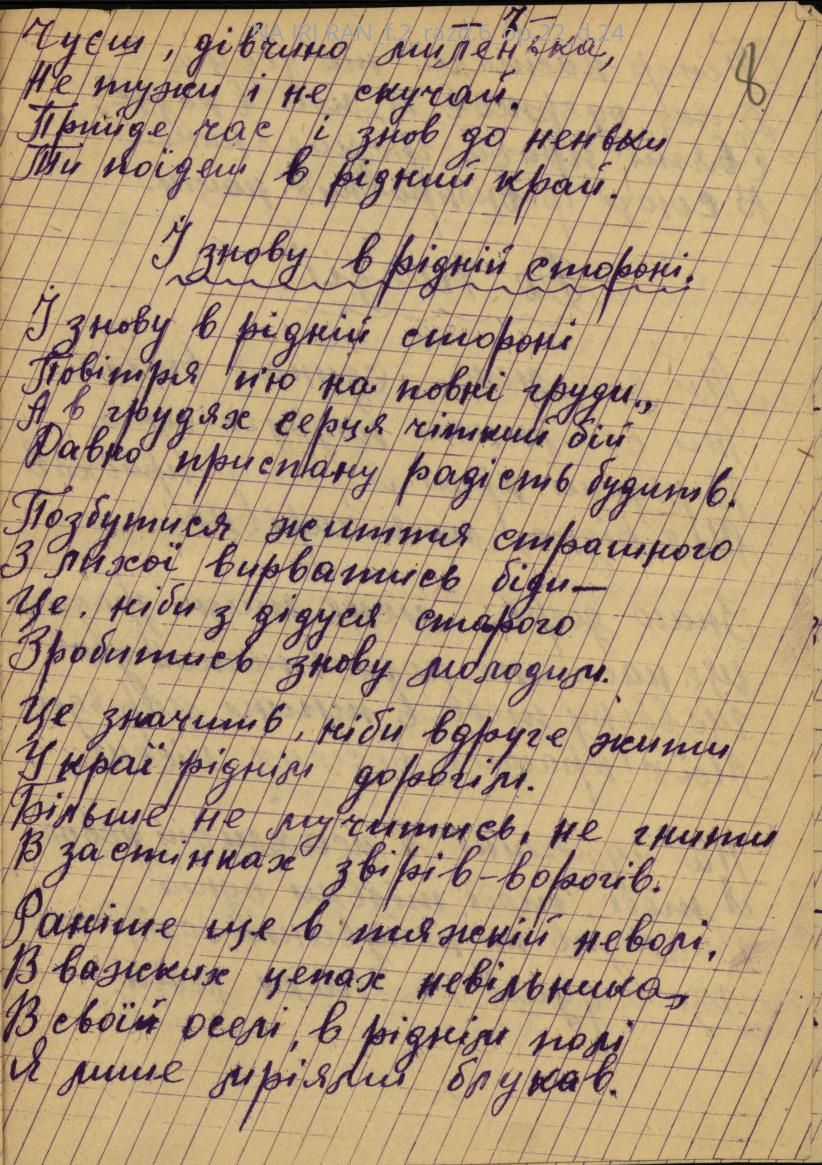 NA IRI RAN f.2 razd.6 op.22 d.24
8
Чуєш, дівчино миленька,
Не тужи і не скучай.
Прийде час і знов до неньки
Ти поїдеш в рідний край.
І знову в рідній стороні.
І знову в рідній стороні
Повітря п'ю на повні груди,
А в грудях серця чіткий бій
Давно приспану радість будить.
Позбутися життя страшного
З лихої вирватись біди—
Це, ніби з дідуся старого
Зробитись знову молодим.
Це значить, ніби вдруге жити
У краї ріднім дорогім.
Більше не мучитись, не гнити
В застінках звірів-ворогів.
Раніше ще в тяжкій неволі,
В важких цепах невільника,
В своїй оселі, в ріднім полі
Я лише мріями блукав.